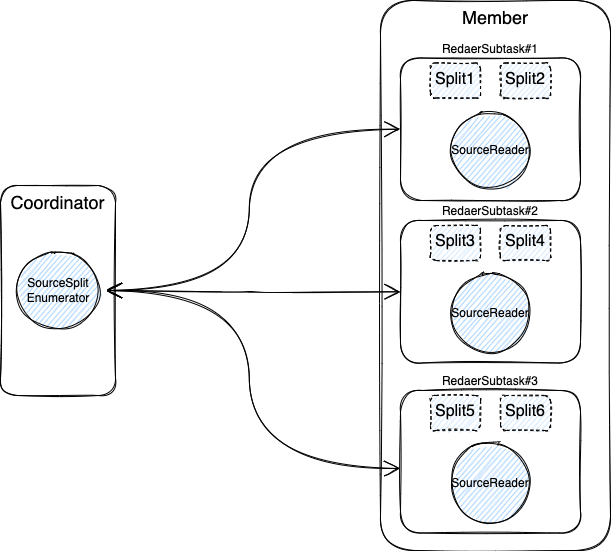 Member
RedaerSubtask#1
Split1 Split2
SourceReader
Coordinator
SourceSplit
Enumerator
RedaerSubtask#2
Split3 Split4
SourceReader
RedaerSubtask#3
Split5 Split6
SourceReader